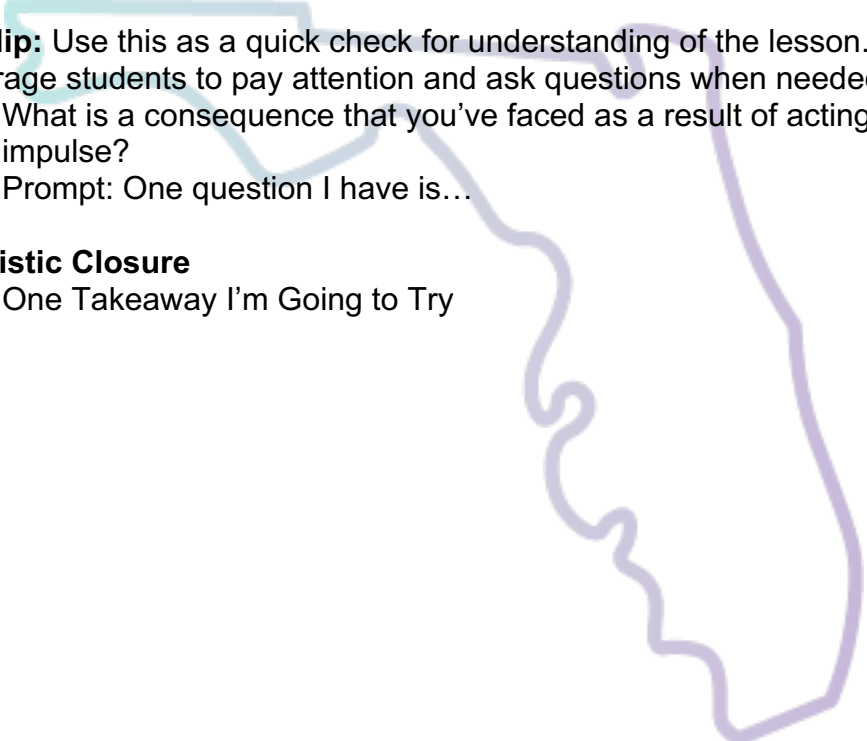 lip: Use this as a quick check for understanding of the lesson.
rage students to pay attention and ask questions when neede
What is a consequence that you’ve faced as a result of acting
impulse?
Prompt: One question I have is…
istic Closure
One Takeaway I’m Going to Try